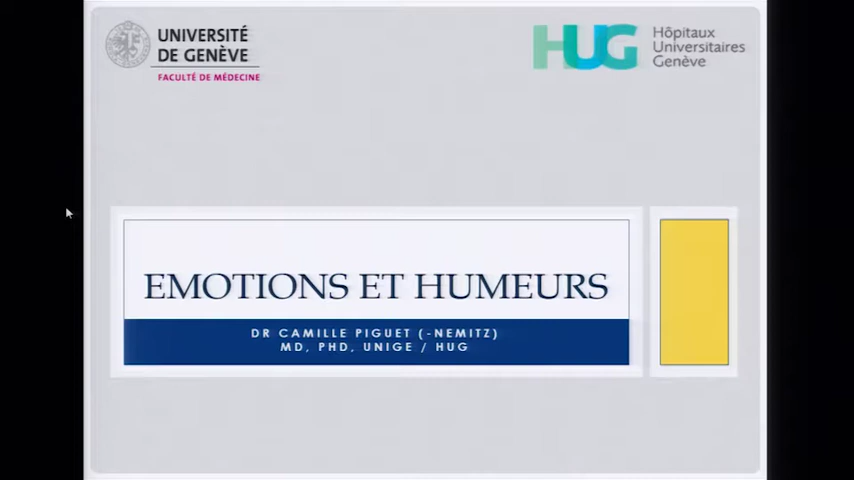 UNIVERSITÉ
DE GENÈVE
FACULTÉ DE MÉDECINE
HUG
Hôpitaux
Universitaires
Genève
EMOTIONS ET HUMEURS
DR CAMILLE PIGUET (-NEMITZ)
MD, PHD, UNIGE / HUG